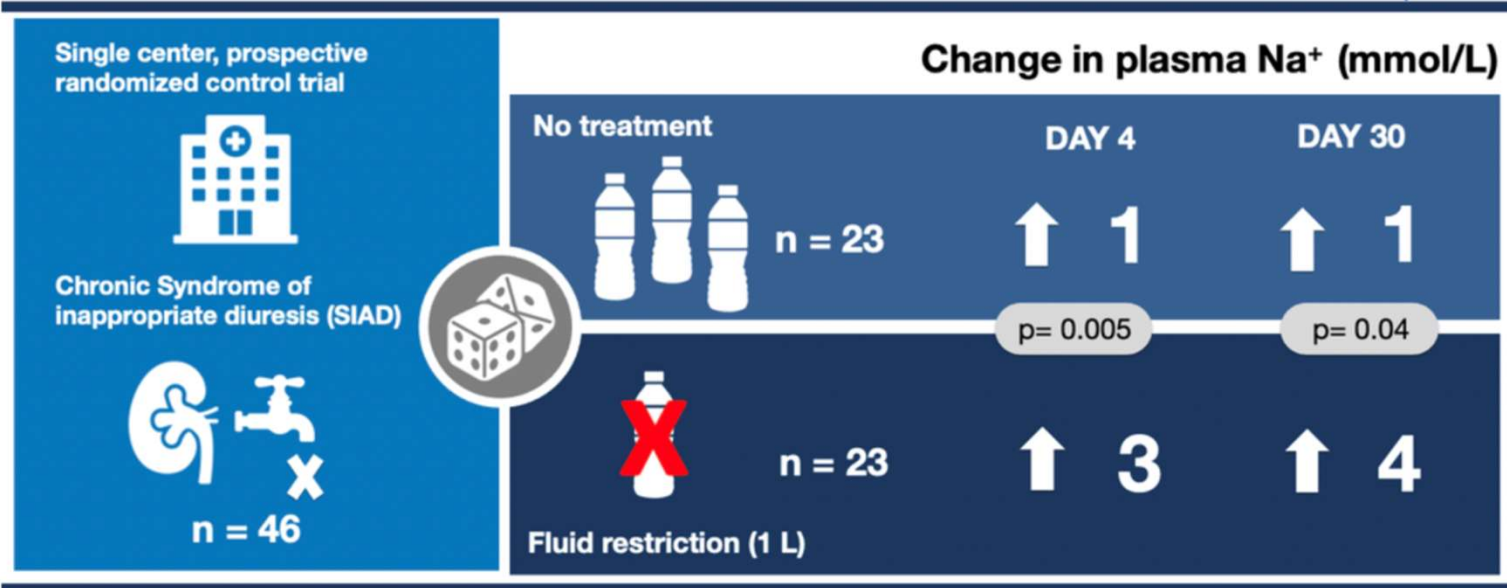 Single center, prospective
randomized control trial
Chronic Syndrome of
inappropriate diuresis (SIAD)
n = 46
Change in plasma Na⁺ (mmol/L)
No treatment
DAY 4
DAY 30
n = 23
1
1
p= 0.005
p= 0.04
n = 23
3
4
Fluid restriction (1 L)